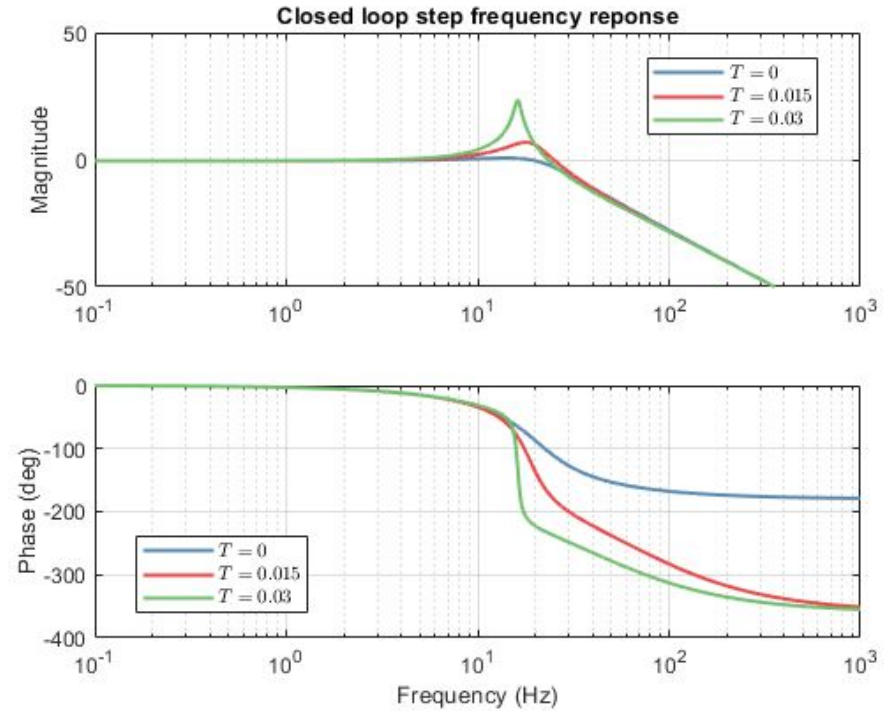 Closed loop step frequency reponse
50
0
-50
Magnitude
T = 0
T = 0.015
T = 0.03
10^-1
10^0
10^1
10^2
10^3
0
-100
-200
-300
-400
Phase (deg)
T = 0
T = 0.015
T = 0.03
10^-1
10^0
10^1
10^2
10^3
Frequency (Hz)